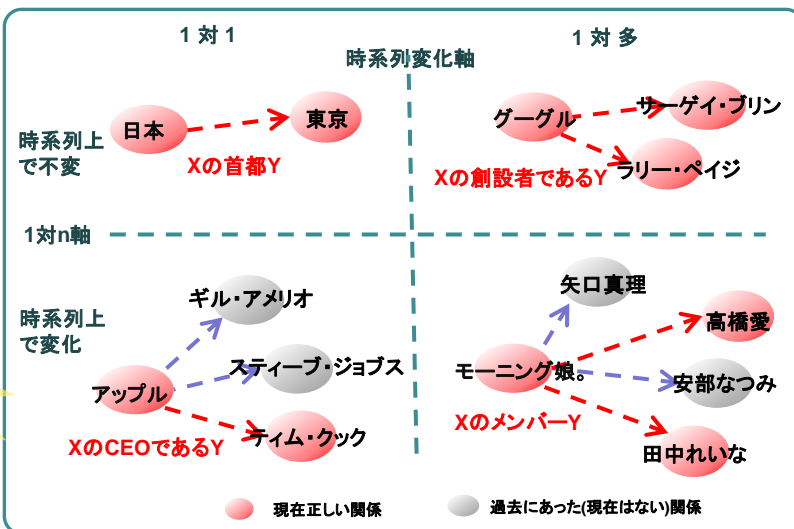 1 対 1
1 対 多
時系列変化軸
日本
東京
Xの首都Y
時系列上
で不変
グーグル
サーゲイ・ブリン
ラリー・ペイジ
Xの創設者であるY
1対n軸
時系列上
で変化
ギル・アメリオ
スティーブ・ジョブス
アップル
ティム・クック
XのCEOであるY
矢口真理
高橋愛
モーニング娘。
安部なつみ
Xのメンバー Y
田中れいな
現在正しい関係
過去にあった(現在はない)関係